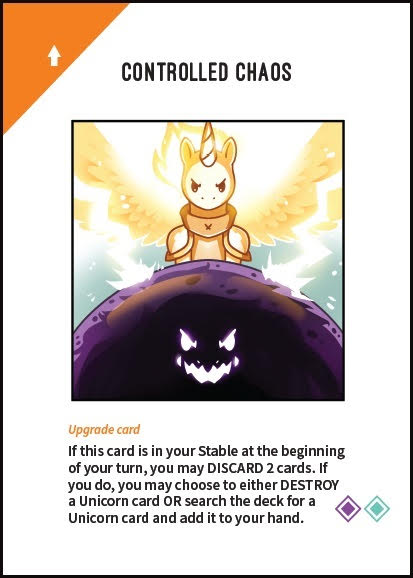 CONTROLLED CHAOS
Upgrade card
If this card is in your Stable at the beginning
of your turn, you may DISCARD 2 cards. If
you do, you may choose to either DESTROY
a Unicorn card OR search the deck for a
Unicorn card and add it to your hand.